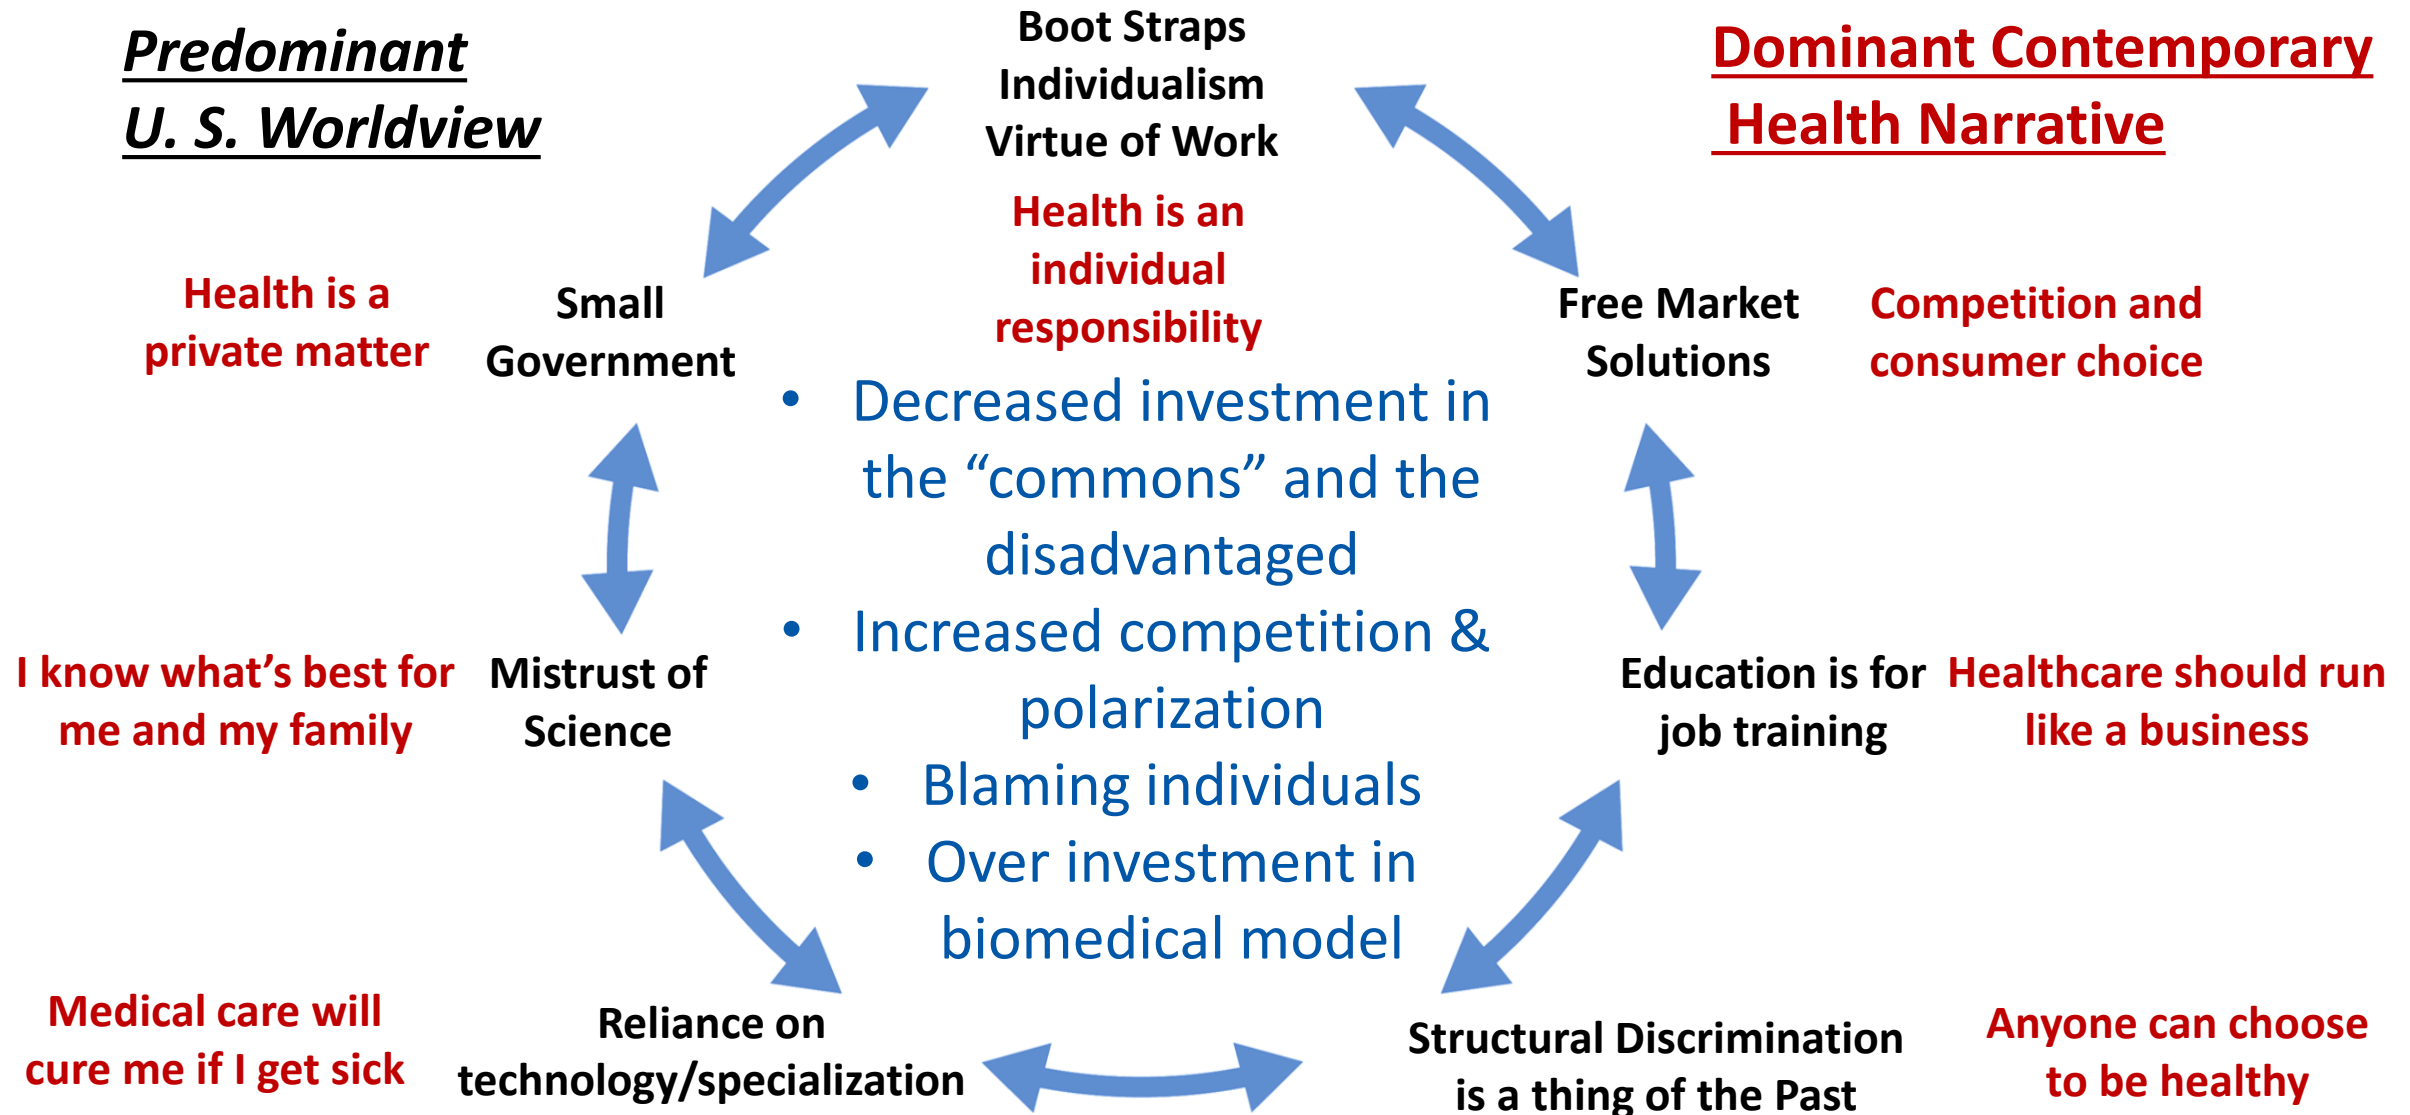 Predominant
U. S. Worldview
Boot Straps
Individualism
Virtue of Work
Health is an
individual
responsibility
Dominant Contemporary
Health Narrative
Health is a
private matter
Small
Government
Free Market
Solutions
Competition and
consumer choice
• Decreased investment in
the “commons” and the
disadvantaged
• Increased competition &
polarization
• Blaming individuals
• Over investment in
biomedical model
I know what’s best for
me and my family
Mistrust of
Science
Education is for
job training
Healthcare should run
like a business
Medical care will
cure me if I get sick
Reliance on
technology/specialization
Structural Discrimination
is a thing of the Past
Anyone can choose
to be healthy